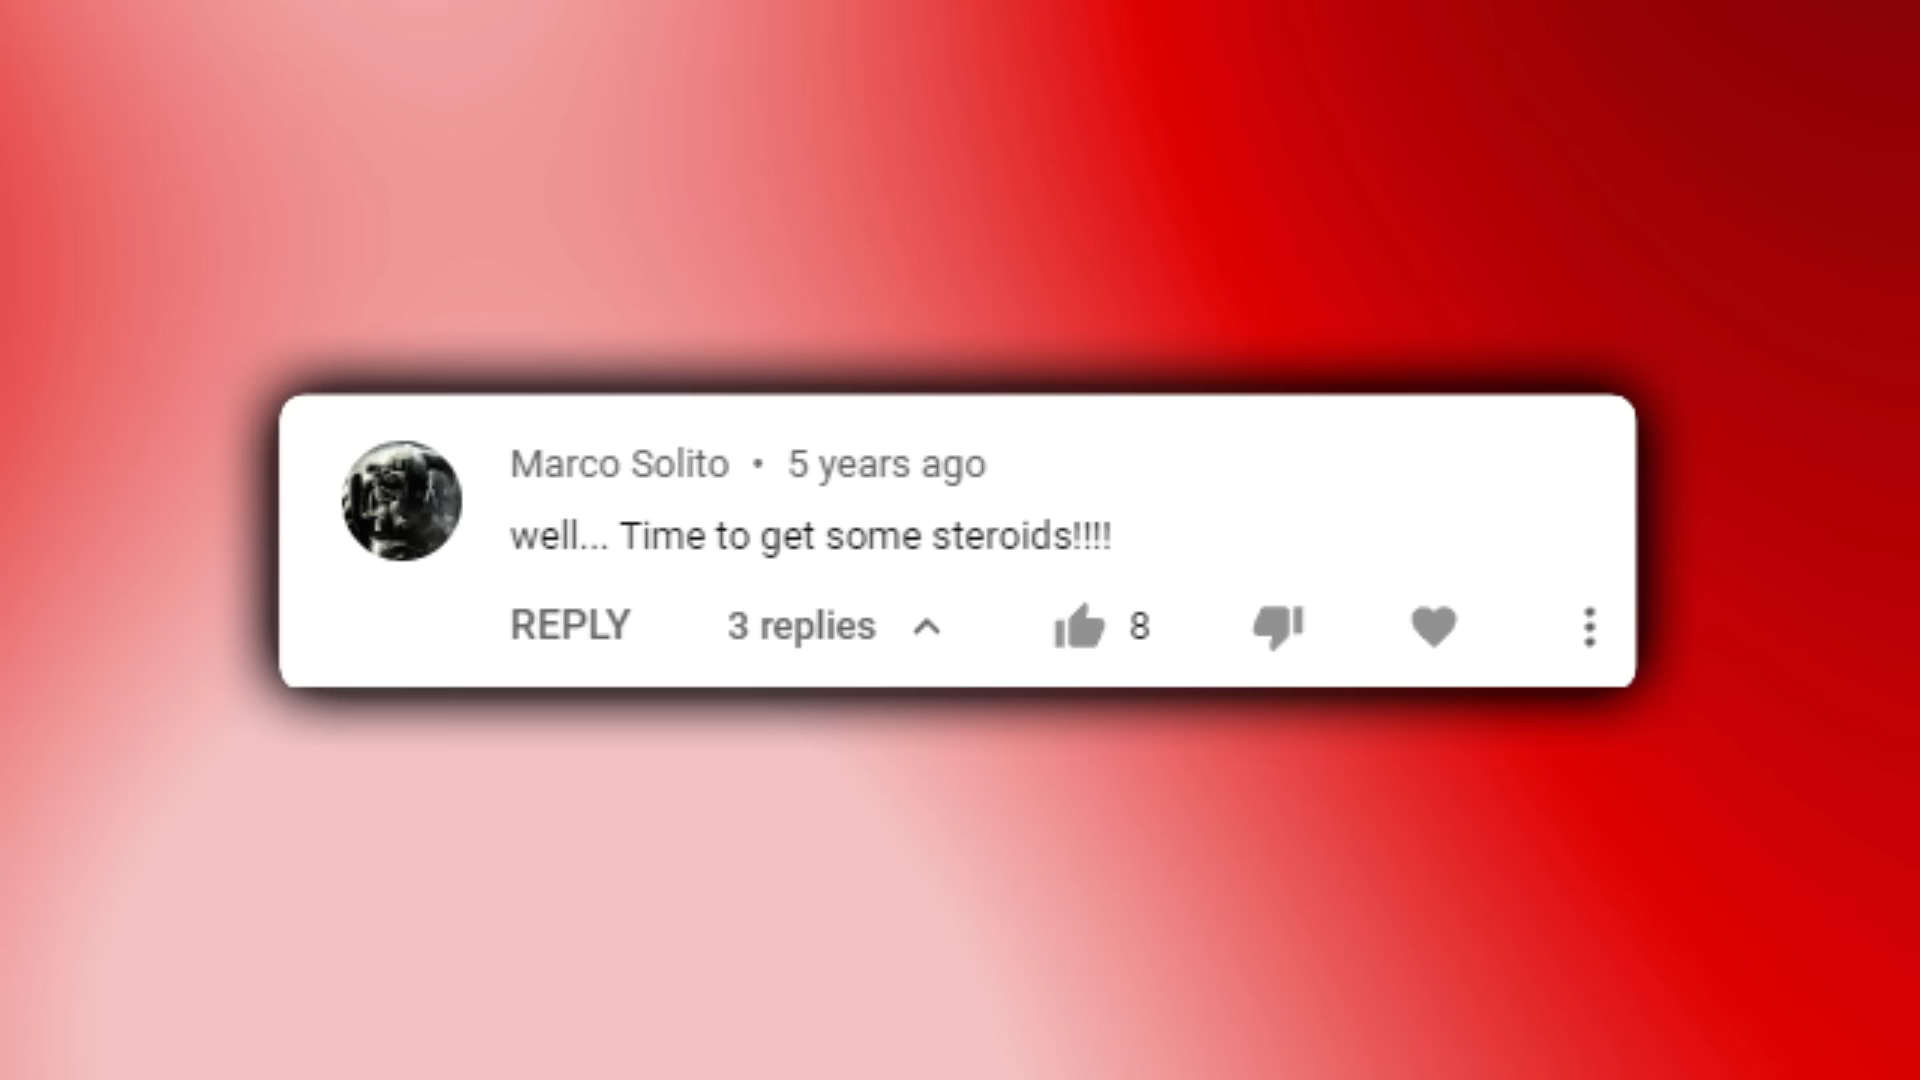 Marco Solito • 5 years ago
well... Time to get some steroids!!!!
REPLY 3 replies 8